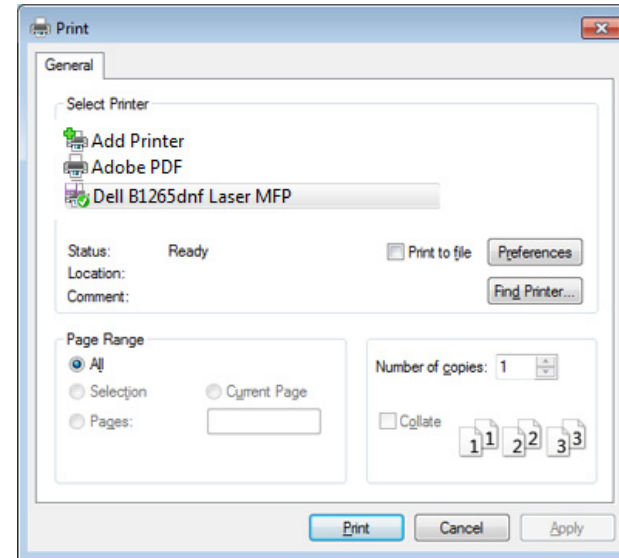 Print
General
Select Printer
Add Printer
Adobe PDF
Dell B1265dnf Laser MFP
Status: Ready
Print to file
Preferences
Location:
Comment:
Find Printer...
Page Range
All
Selection
Current Page
Pages:
Number of copies: 1
Collate
1 1 2 2 3 3
Print
Cancel
Apply